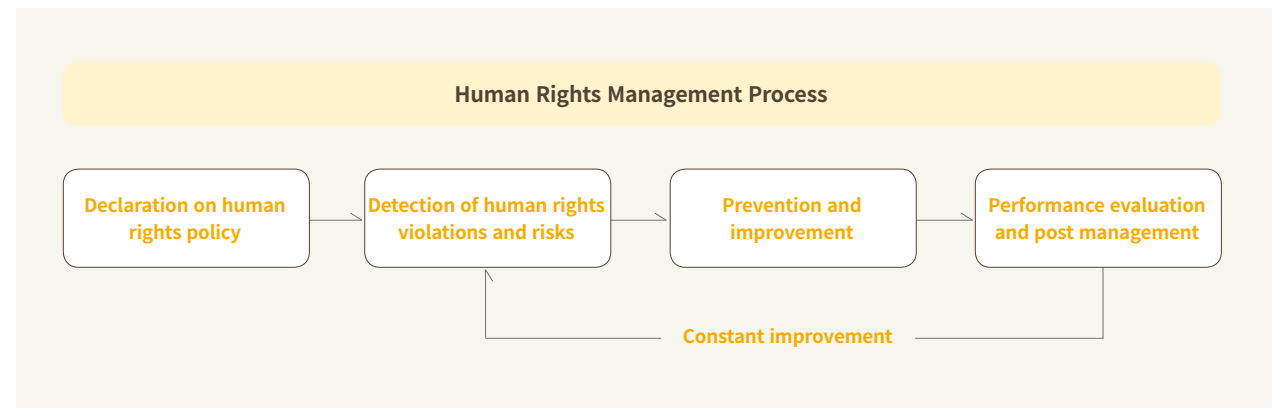 Human Rights Management Process
Declaration on human
rights policy
Detection of human rights
violations and risks
Prevention and
improvement
Performance evaluation
and post management
Constant improvement